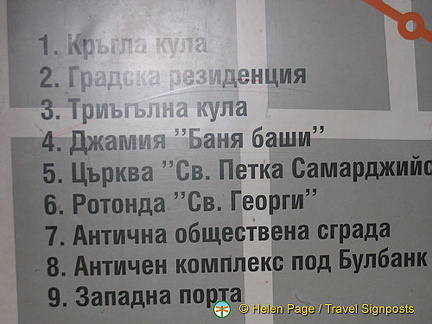 1. Кръгла кула
2. Градска резиденция
3. Триъгълна кула
4. Джамия ”Баня баши”
5. Църква ”Св. Петка Самарджийс
6. Ротонда ”Св. Георги”
7. Антична обществена сграда
8. Античен комплекс под Булбанк
9. Западна порта
© Helen Page / Travel Signposts